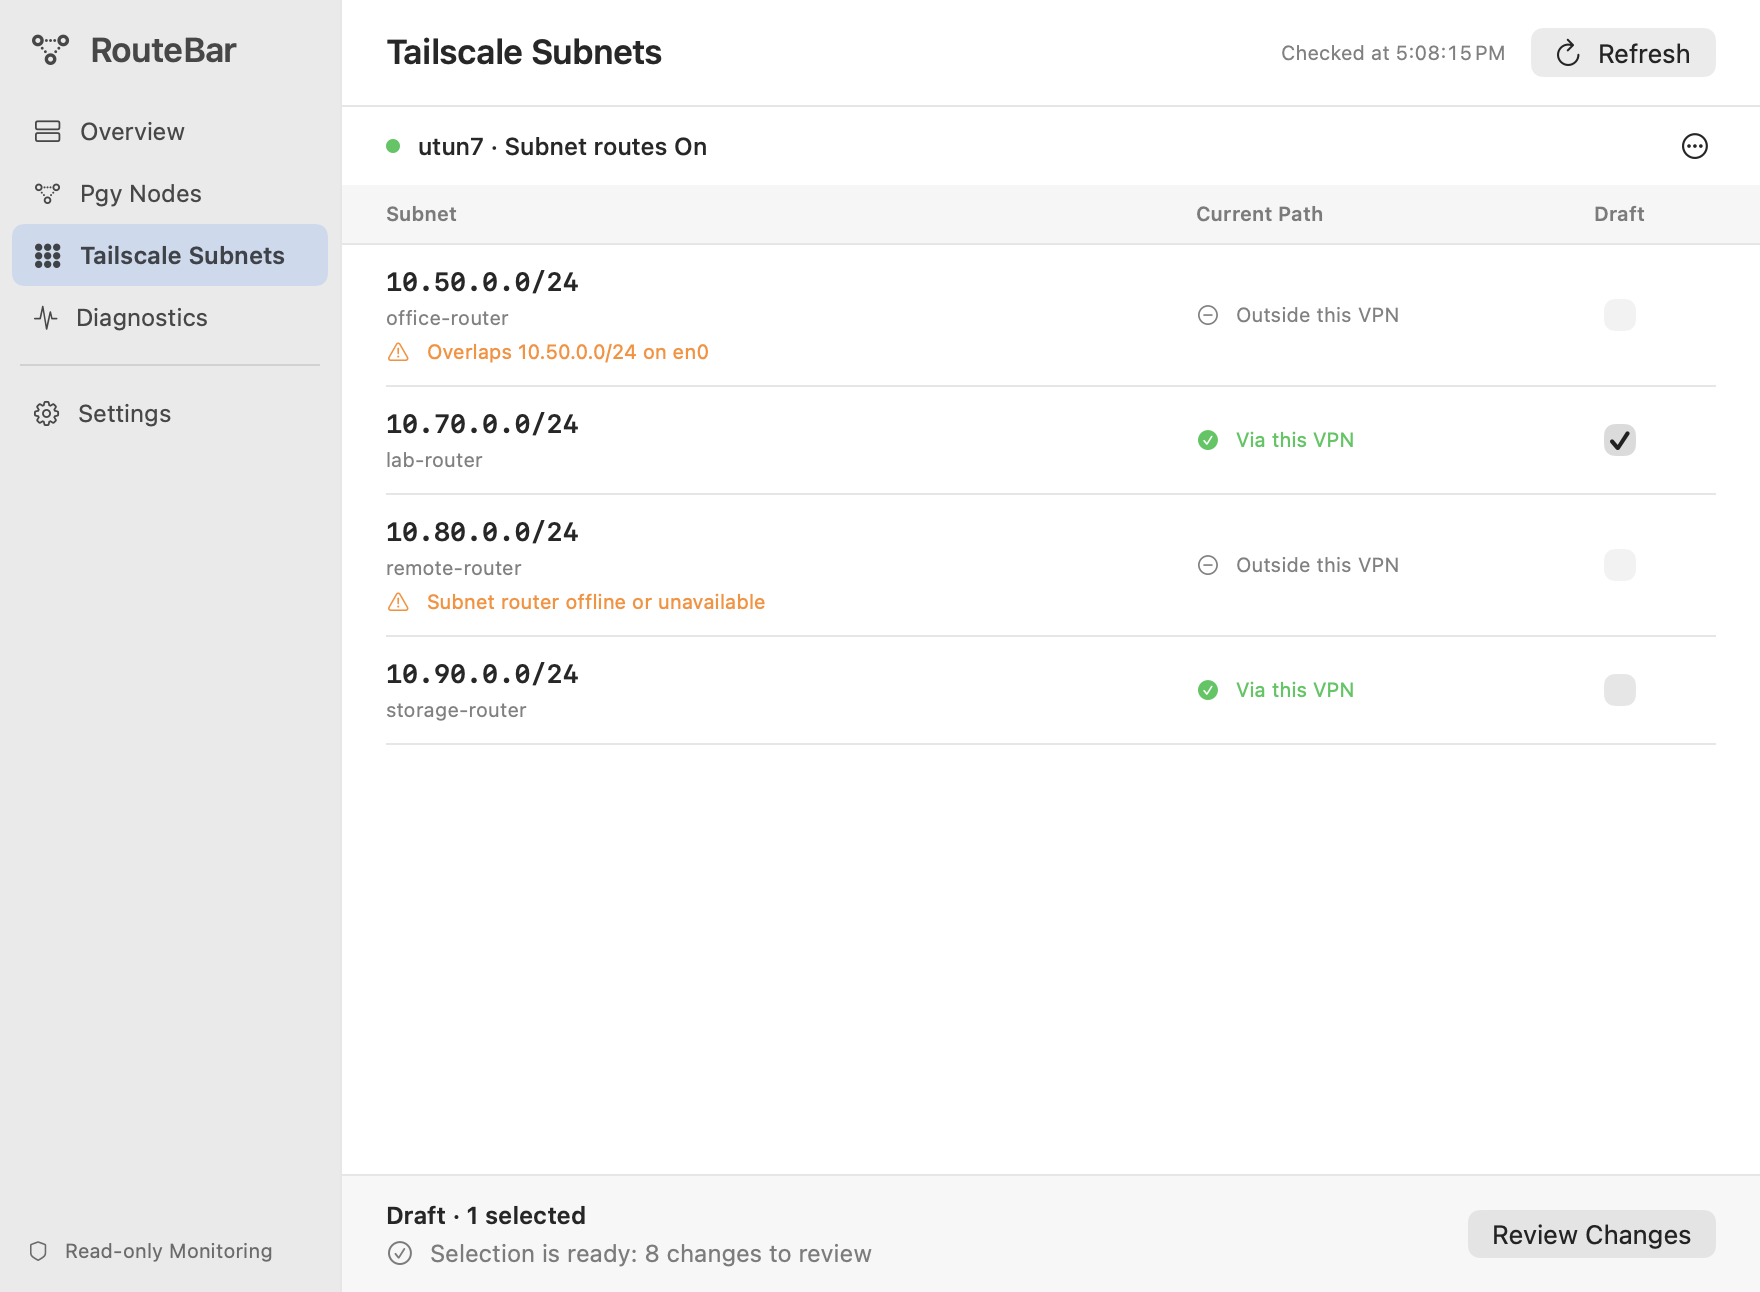 RouteBar
Overview
Pgy Nodes
Tailscale Subnets
Diagnostics
Settings
Read-only Monitoring
Tailscale Subnets
Checked at 5:08:15 PM
Refresh
utun7 · Subnet routes On
Subnet Current Path Draft
10.50.0.0/24
office-router
Overlaps 10.50.0.0/24 on en0
Outside this VPN
10.70.0.0/24
lab-router
Via this VPN
10.80.0.0/24
remote-router
Subnet router offline or unavailable
Outside this VPN
10.90.0.0/24
storage-router
Via this VPN
Draft · 1 selected
Selection is ready: 8 changes to review
Review Changes